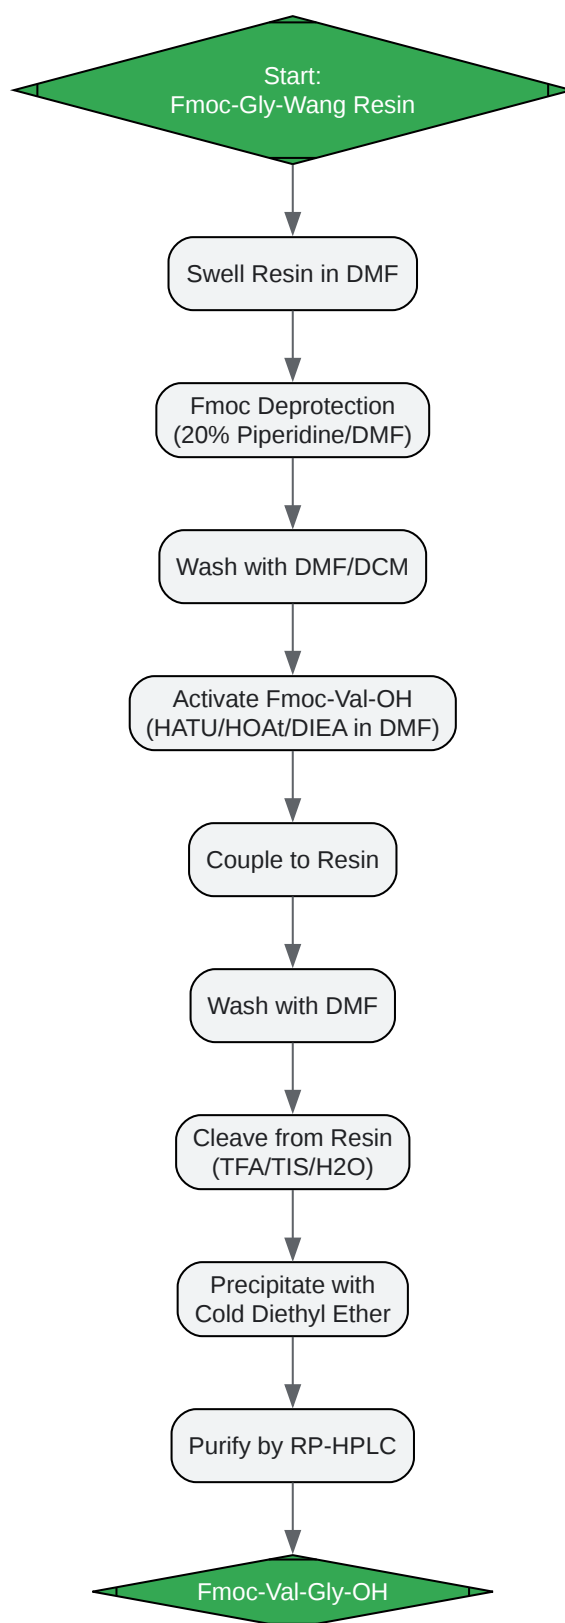 Start:
Fmoc-Gly-Wang Resin
Swell Resin in DMF
Fmoc Deprotection
(20% Piperidine/DMF)
Wash with DMF/DCM
Activate Fmoc-Val-OH
(HATU/HOAt/DIEA in DMF)
Couple to Resin
Wash with DMF
Cleave from Resin
(TFA/TIS/H2O)
Precipitate with
Cold Diethyl Ether
Purify by RP-HPLC
Fmoc-Val-Gly-OH